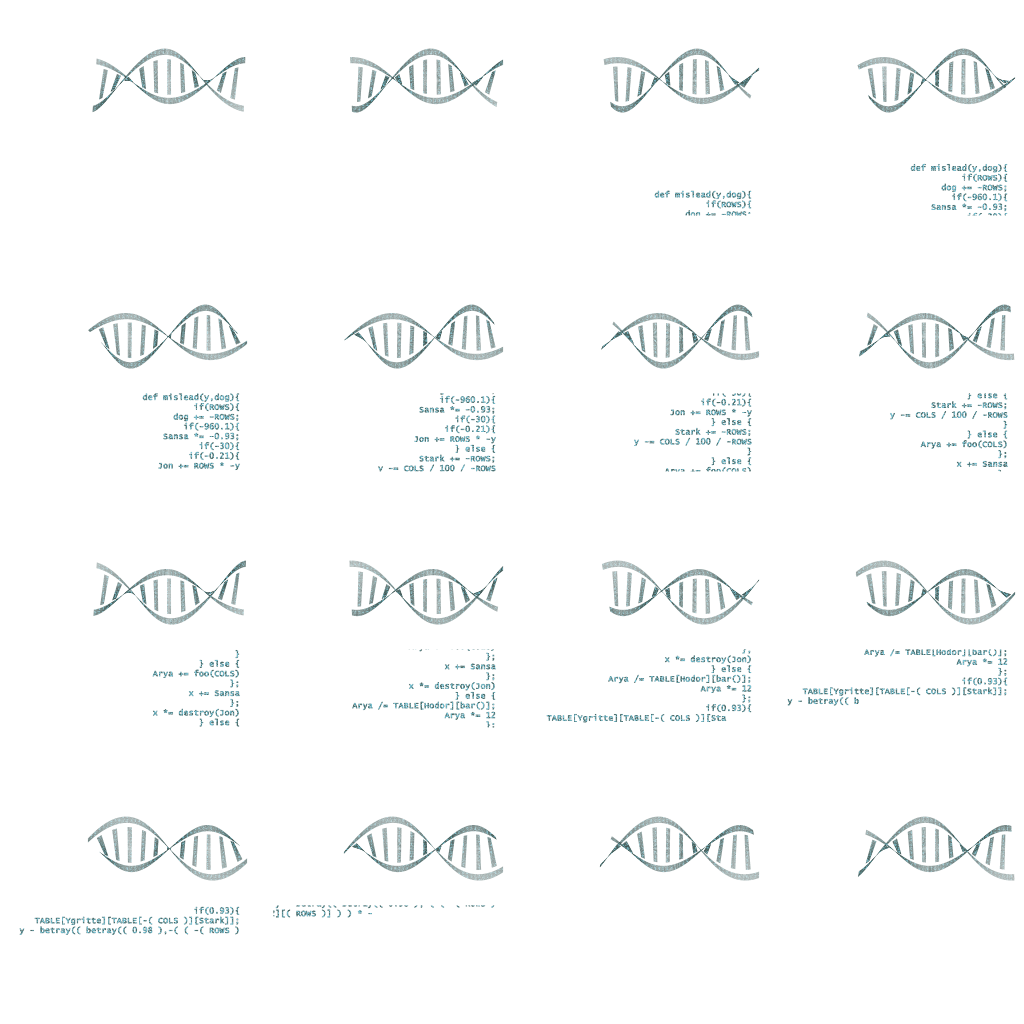 def mislead(y,dog){
if(ROWS){
dog += -ROWS;
def mislead(y,dog){
if(ROWS){
dog += -ROWS;
if(-960.1){
Sansa *= -0.93;
def mislead(y,dog){
if(ROWS){
dog += -ROWS;
if(-960.1){
Sansa *= -0.93;
if(-30){
if(-0.21){
Jon += ROWS * -y
if(-960.1){
Sansa *= -0.93;
if(-30){
if(-0.21){
Jon += ROWS * -y
} else {
Stark += -ROWS;
y -= COLS / 100 / -ROWS
if(-0.21){
Jon += ROWS * -y
} else {
Stark += -ROWS;
y -= COLS / 100 / -ROWS
}
} else {
Arya += foo(COLS)
} else {
Stark += -ROWS;
y -= COLS / 100 / -ROWS
}
} else {
Arya += foo(COLS)
};
x += Sansa
}
} else {
Arya += foo(COLS)
};
x += Sansa
};
x *= destroy(Jon)
} else {
};
x += Sansa
};
x *= destroy(Jon)
} else {
Arya /= TABLE[Hodor][bar()];
Arya *= 12
};
};
x *= destroy(Jon)
} else {
Arya /= TABLE[Hodor][bar()];
Arya *= 12
};
if(0.93){
TABLE[Ygritte][TABLE[-( COLS )][Sta
Arya /= TABLE[Hodor][bar()];
Arya *= 12
};
if(0.93){
TABLE[Ygritte][TABLE[-( COLS )][Stark]];
y - betray(( b
if(0.93){
TABLE[Ygritte][TABLE[-( COLS )][Stark]];
y - betray(( betray(( 0.98 ),-( ( -( ROWS )
][( ROWS )] ) ) * -